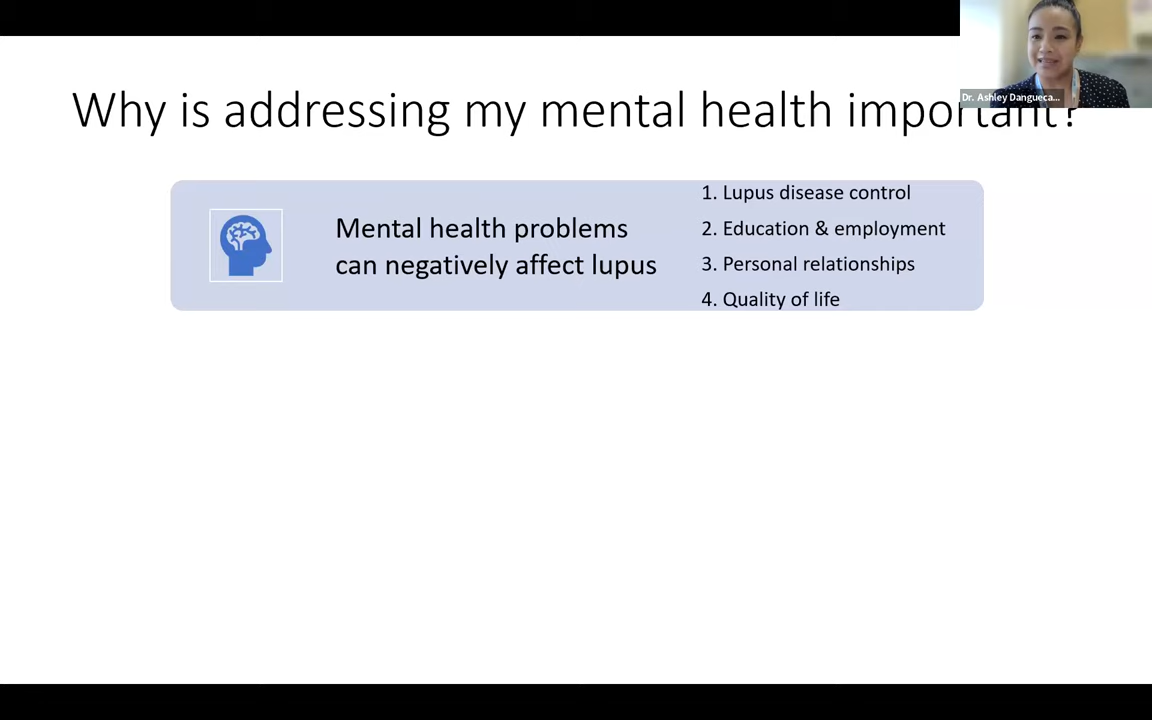 Why is addressing my mental health important?
Dr. Ashley Dangueca...
Mental health problems
can negatively affect lupus
1. Lupus disease control
2. Education & employment
3. Personal relationships
4. Quality of life